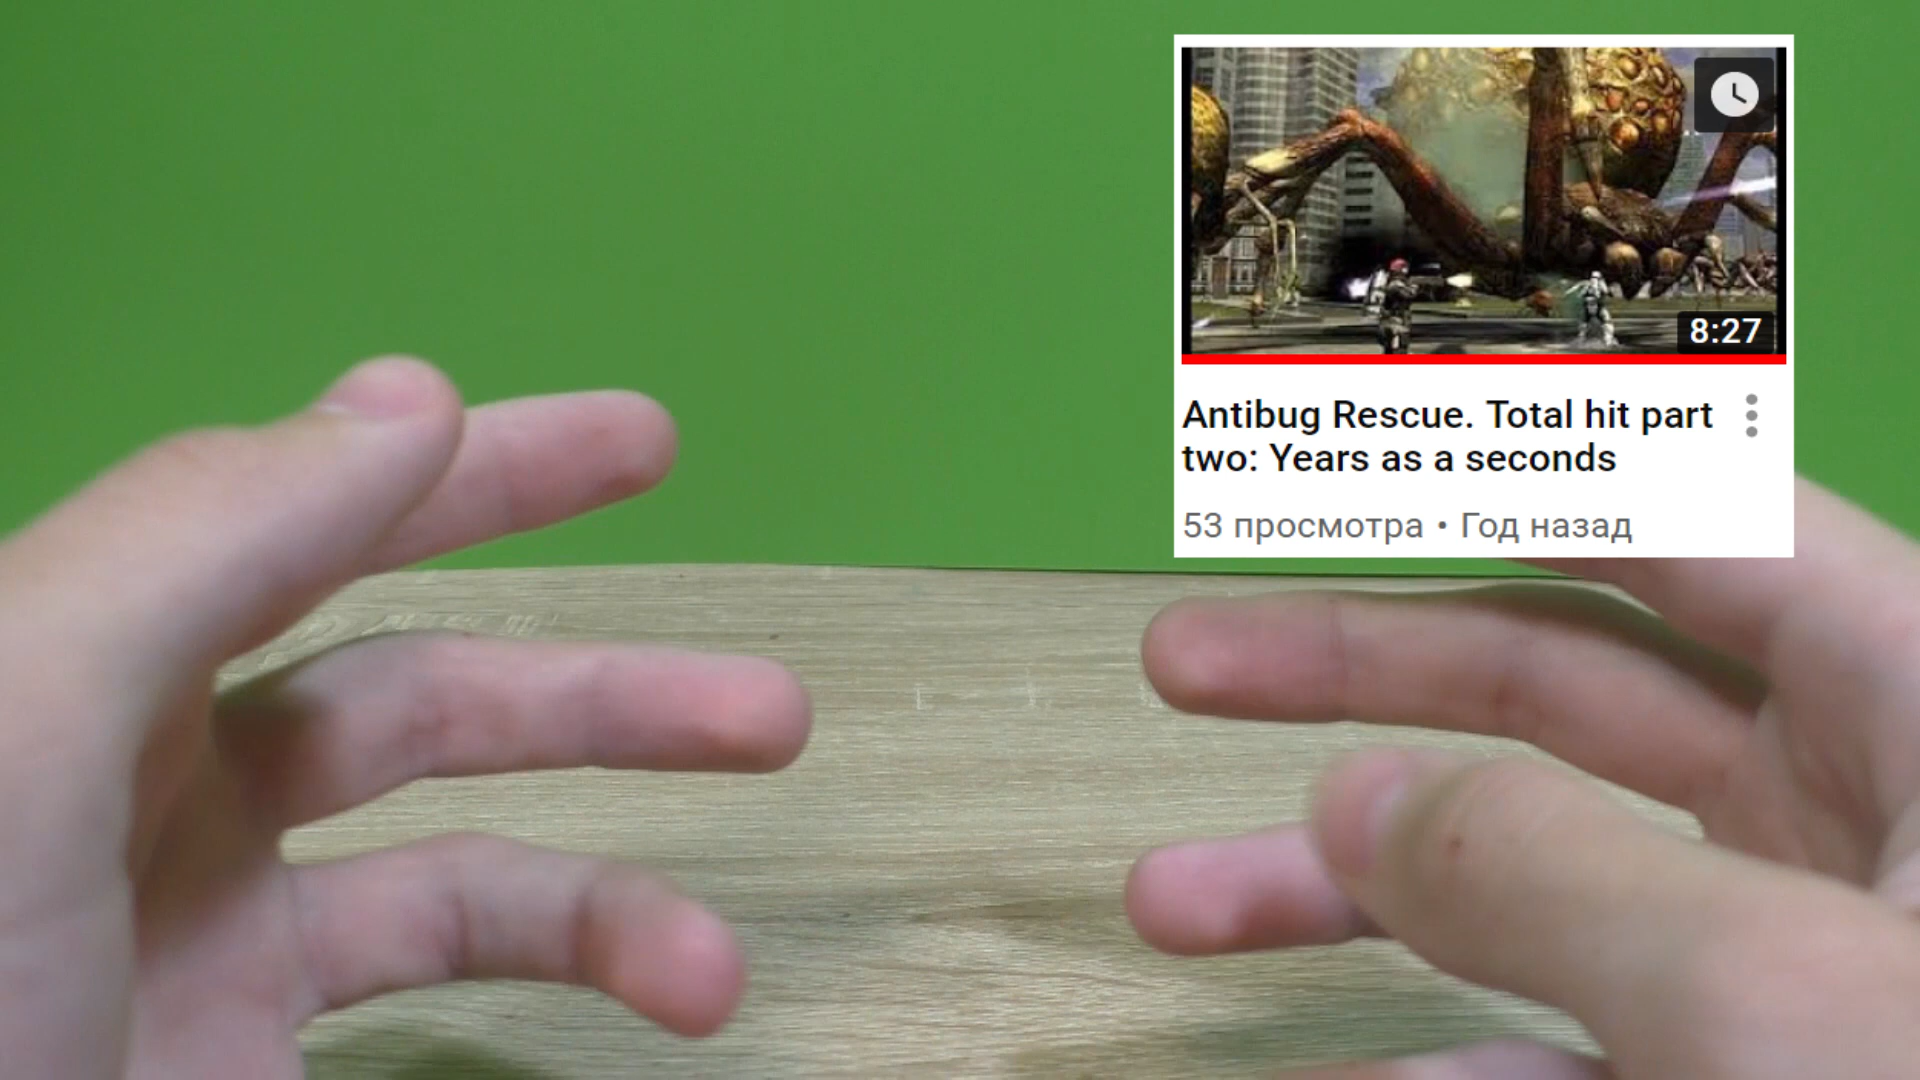 8:27
Antibug Rescue. Total hit part
two: Years as a seconds
53 просмотра • Год назад